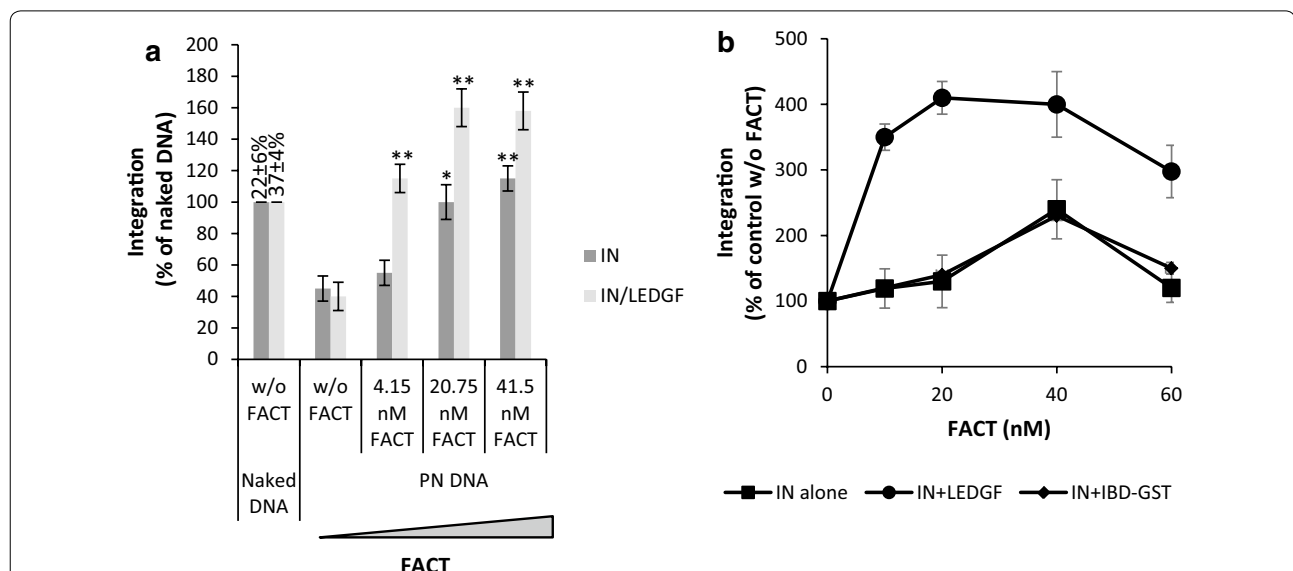 a
Integration
(% of naked DNA)
200
180
160
140
120
100
80
60
40
20
0
22±6%
37±4%
**
*
**
**
**
IN
IN/LEDGF
w/o
FACT
w/o
FACT
4.15
nM
FACT
20.75
nM
FACT
41.5
nM
FACT
Naked
DNA
PN DNA
FACT
b
Integration
(% of control w/o FACT)
500
400
300
200
100
0
0 20 40 60
FACT (nM)
IN alone IN+LEDGF IN+IBD-GST